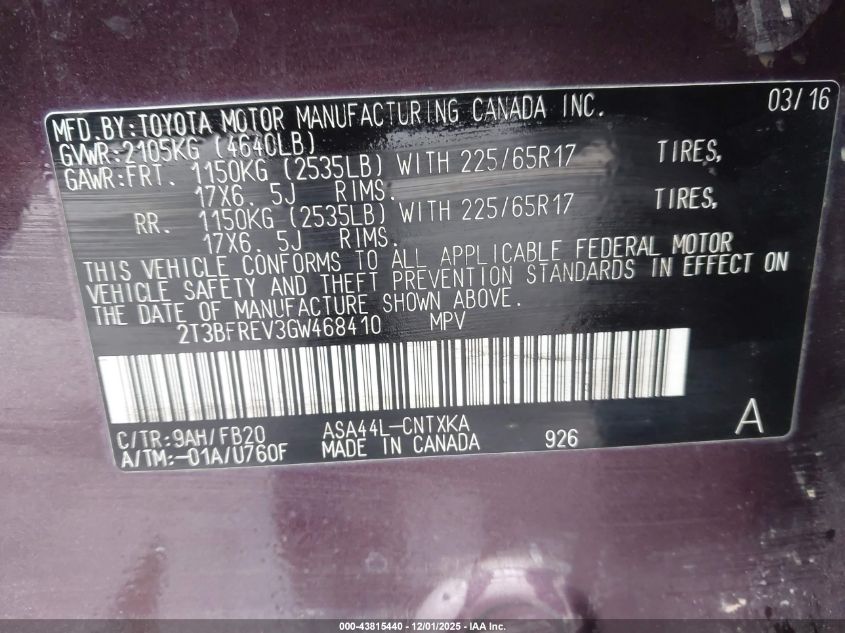 MFD.BY:TOYOTA MOTOR MANUFACTURING CANADA INC. 03/16
GVWR:2105KG (4640LB)
GAWR:FRT. 1150KG (2535LB) WITH 225/65R17 TIRES,
17X6. 5J RIMS.
RR. 1150KG (2535LB) WITH 225/65R17 TIRES,
17X6. 5J RIMS.
THIS VEHICLE CONFORMS TO ALL APPLICABLE FEDERAL MOTOR
VEHICLE SAFETY AND THEFT PREVENTION STANDARDS IN EFFECT ON
THE DATE OF MANUFACTURE SHOWN ABOVE.
2T3BFREV3GW468410 MPV
C/TR:9AH/FB20 ASA44L-CNTXKA A
A/TM:-01A/U760F MADE IN CANADA 926
000-43815440 - 12/01/2025 - IAA Inc.